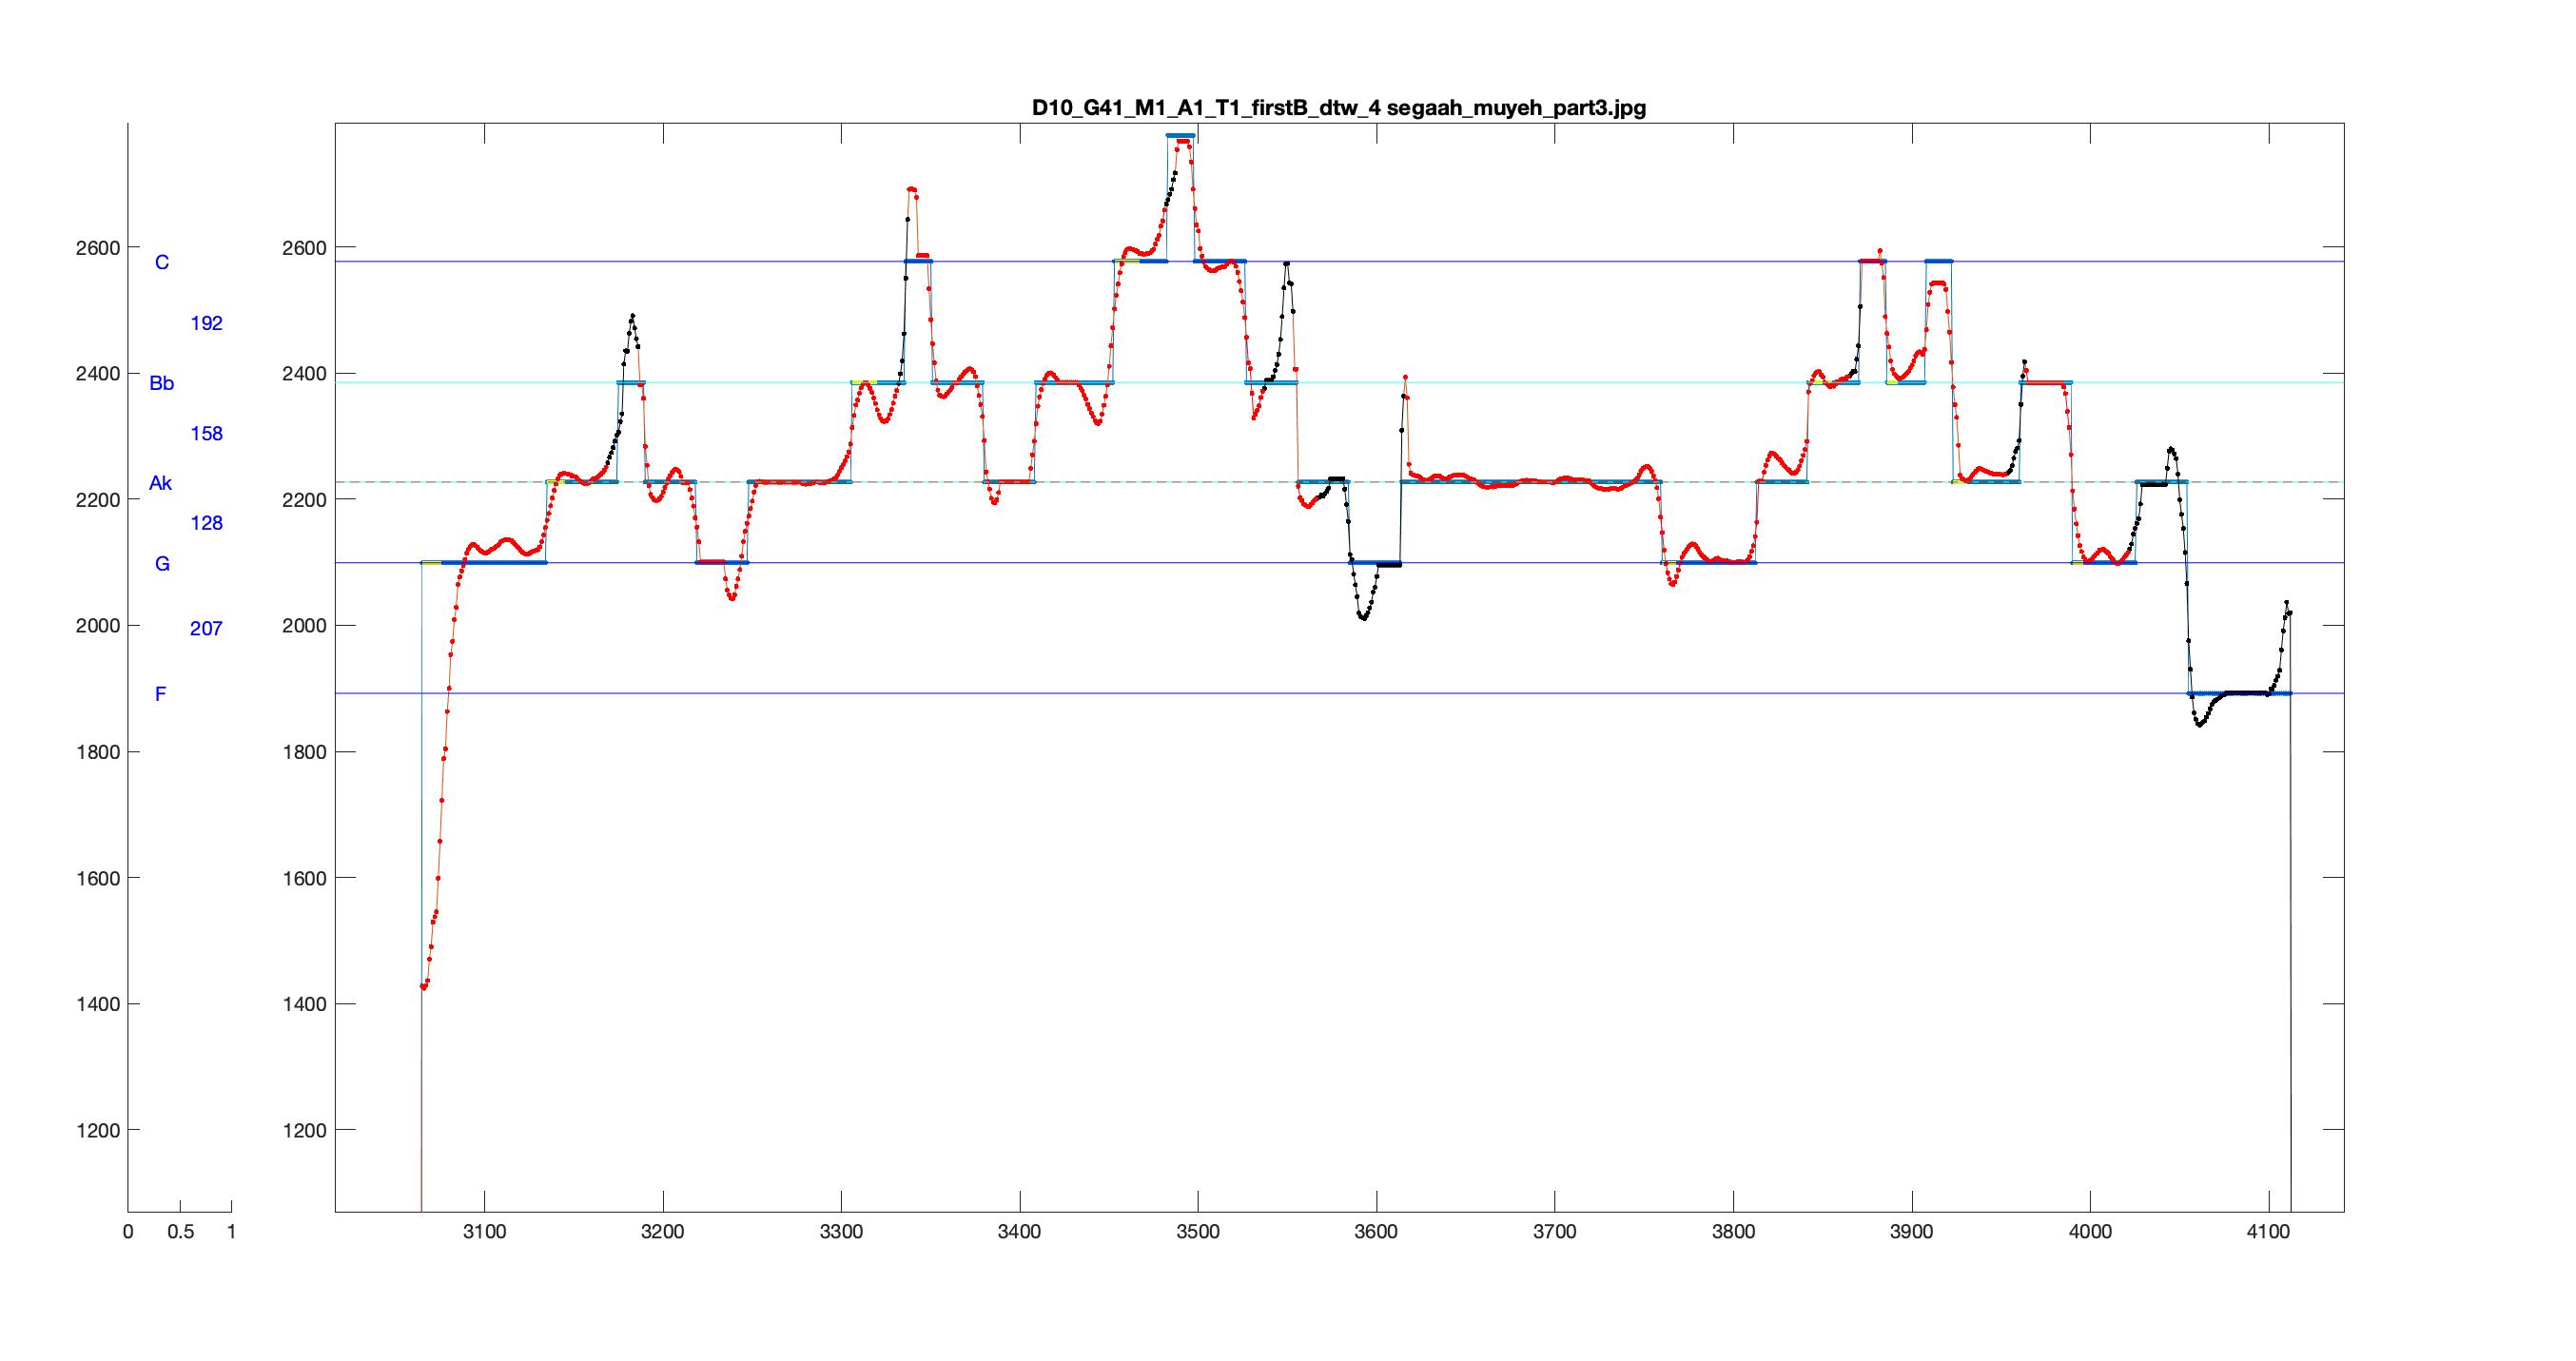 D10_G41_M1_A1_T1_firstB_dtw_4 segaah_muyeh_part3.jpg
2600 2600
C
192
2400 Bb 2400
158
Ak
2200 2200
128
G
2000 207 2000
F
1800 1800
1600 1600
1400 1400
1200 1200
0 0.5 1 3100 3200 3300 3400 3500 3600 3700 3800 3900 4000 4100